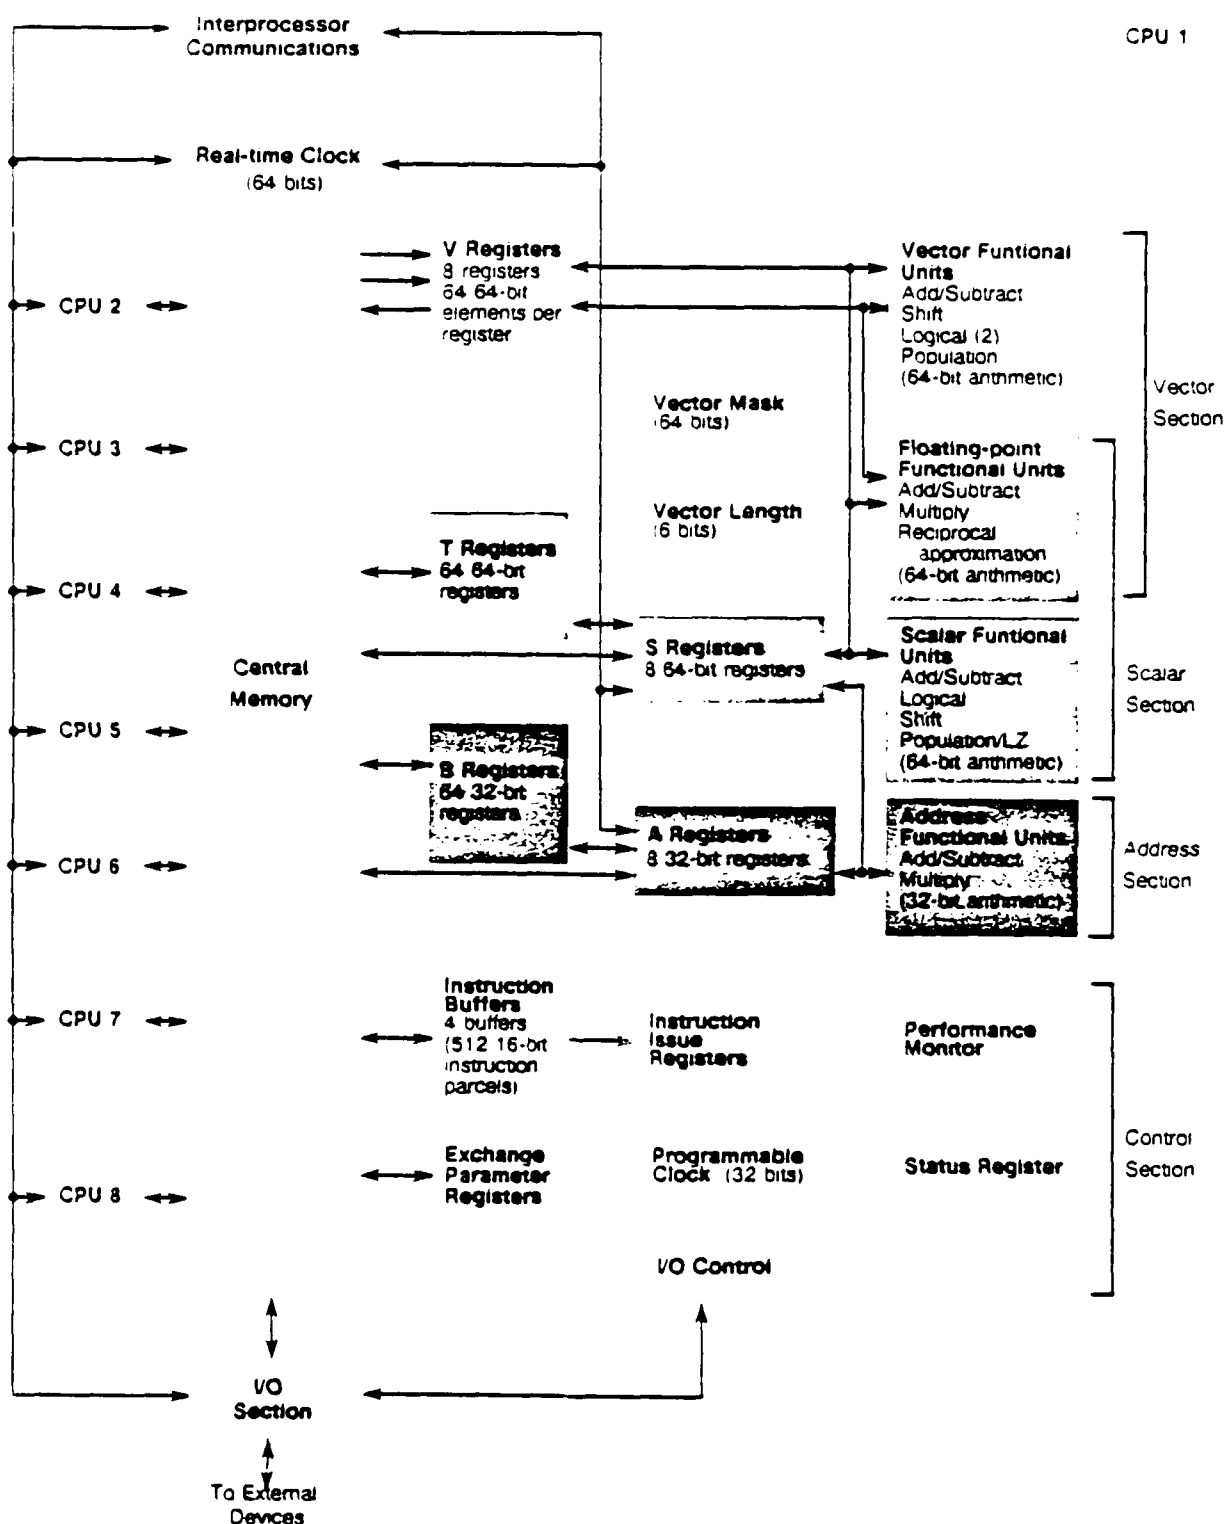 Interprocessor
Communications
CPU 1
Real-time Clock
(64 bits)
V Registers
8 registers
64 64-bit
elements per
register
Vector Funtional
Units
Add/Subtract
Shift
Logical (2)
Population
(64-bit arithmetic)
Vector
Section
CPU 2
Vector Mask
(64 bits)
CPU 3
Floating-point
Functional Units
Add/Subtract
Multiply
Reciprocal
approximation
(64-bit arithmetic)
Vector Length
(6 bits)
T Registers
64 64-bit
registers
CPU 4
S Registers
8 64-bit registers
Scalar Funtional
Units
Add/Subtract
Logical
Shift
Population/LZ
(64-bit arithmetic)
Scalar
Section
Central
Memory
CPU 5
B Registers
64 32-bit
registers
A Registers
8 32-bit registers
Address
Functional Units
Add/Subtract
Multiply
(32-bit arithmetic)
Address
Section
CPU 6
Instruction
Buffers
4 buffers
(512 16-bit
instruction
parcels)
Instruction
Issue
Registers
Performance
Monitor
CPU 7
Exchange
Parameter
Registers
Programmable
Clock (32 bits)
Status Register
Control
Section
CPU 8
I/O Control
I/O
Section
To External
Devices